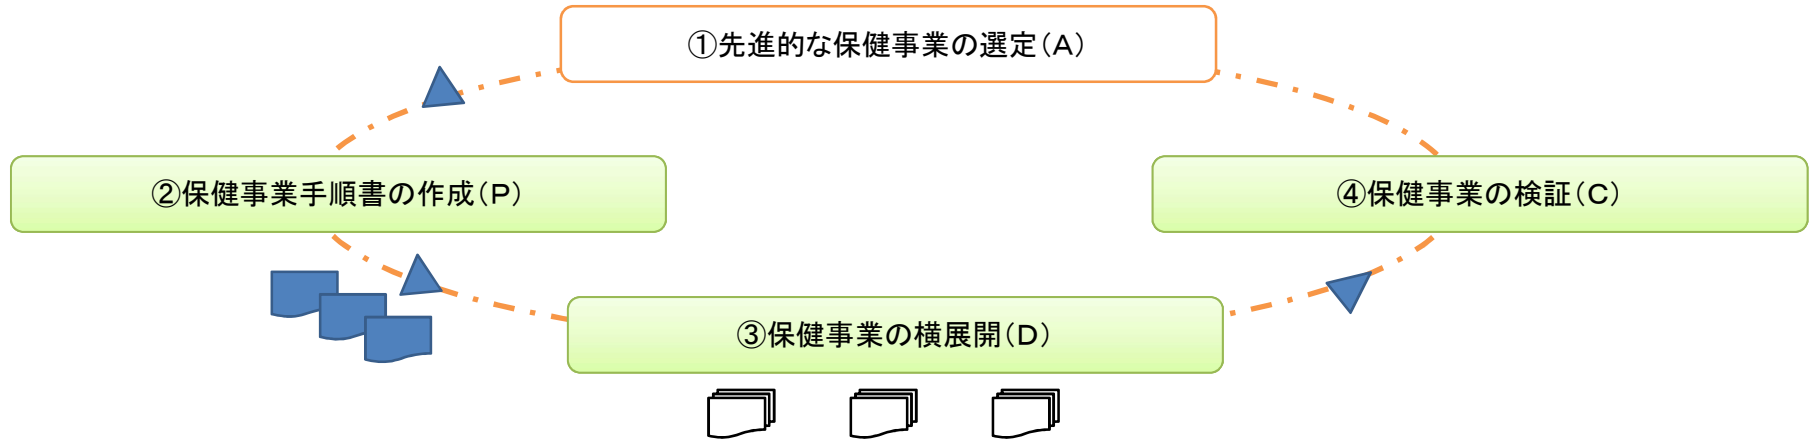 ①先進的な保健事業の選定（A）
②保健事業手順書の作成（P）
④保健事業の検証（C）
③保健事業の横展開（D）